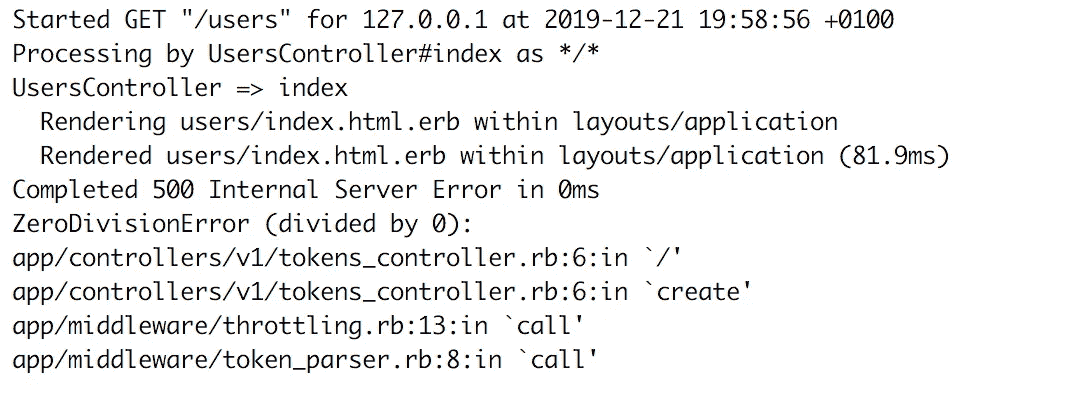 Started GET "/users" for 127.0.0.1 at 2019-12-21 19:58:56 +0100
Processing by UsersController#index as */*
UsersController => index
  Rendering users/index.html.erb within layouts/application
  Rendered users/index.html.erb within layouts/application (81.9ms)
Completed 500 Internal Server Error in 0ms
ZeroDivisionError (divided by 0):
app/controllers/v1/tokens_controller.rb:6:in `/'
app/controllers/v1/tokens_controller.rb:6:in `create'
app/middleware/throttling.rb:13:in `call'
app/middleware/token_parser.rb:8:in `call'